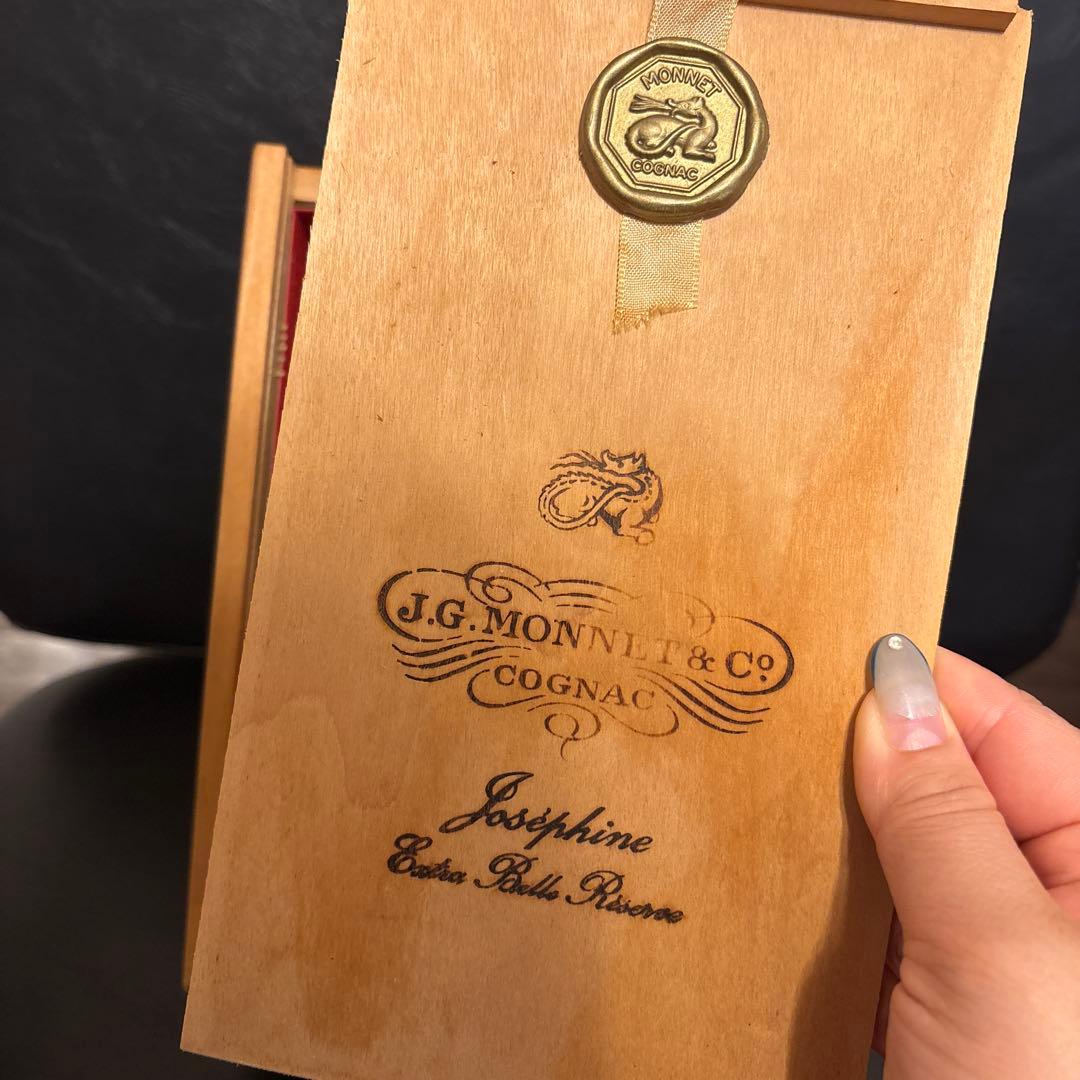 MONNET
COGNAC
J.G. MONNET & Cº
COGNAC
Joséphine
Extra Belle Réserve